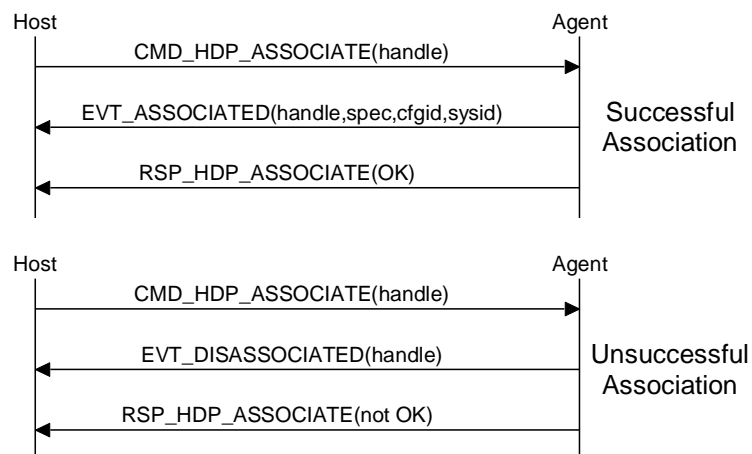 Host Agent
CMD_HDP_ASSOCIATE(handle)
EVT_ASSOCIATED(handle,spec,cfgid,sysid)
Successful
Association
RSP_HDP_ASSOCIATE(OK)
Host Agent
CMD_HDP_ASSOCIATE(handle)
EVT_DISASSOCIATED(handle)
Unsuccessful
Association
RSP_HDP_ASSOCIATE(not OK)